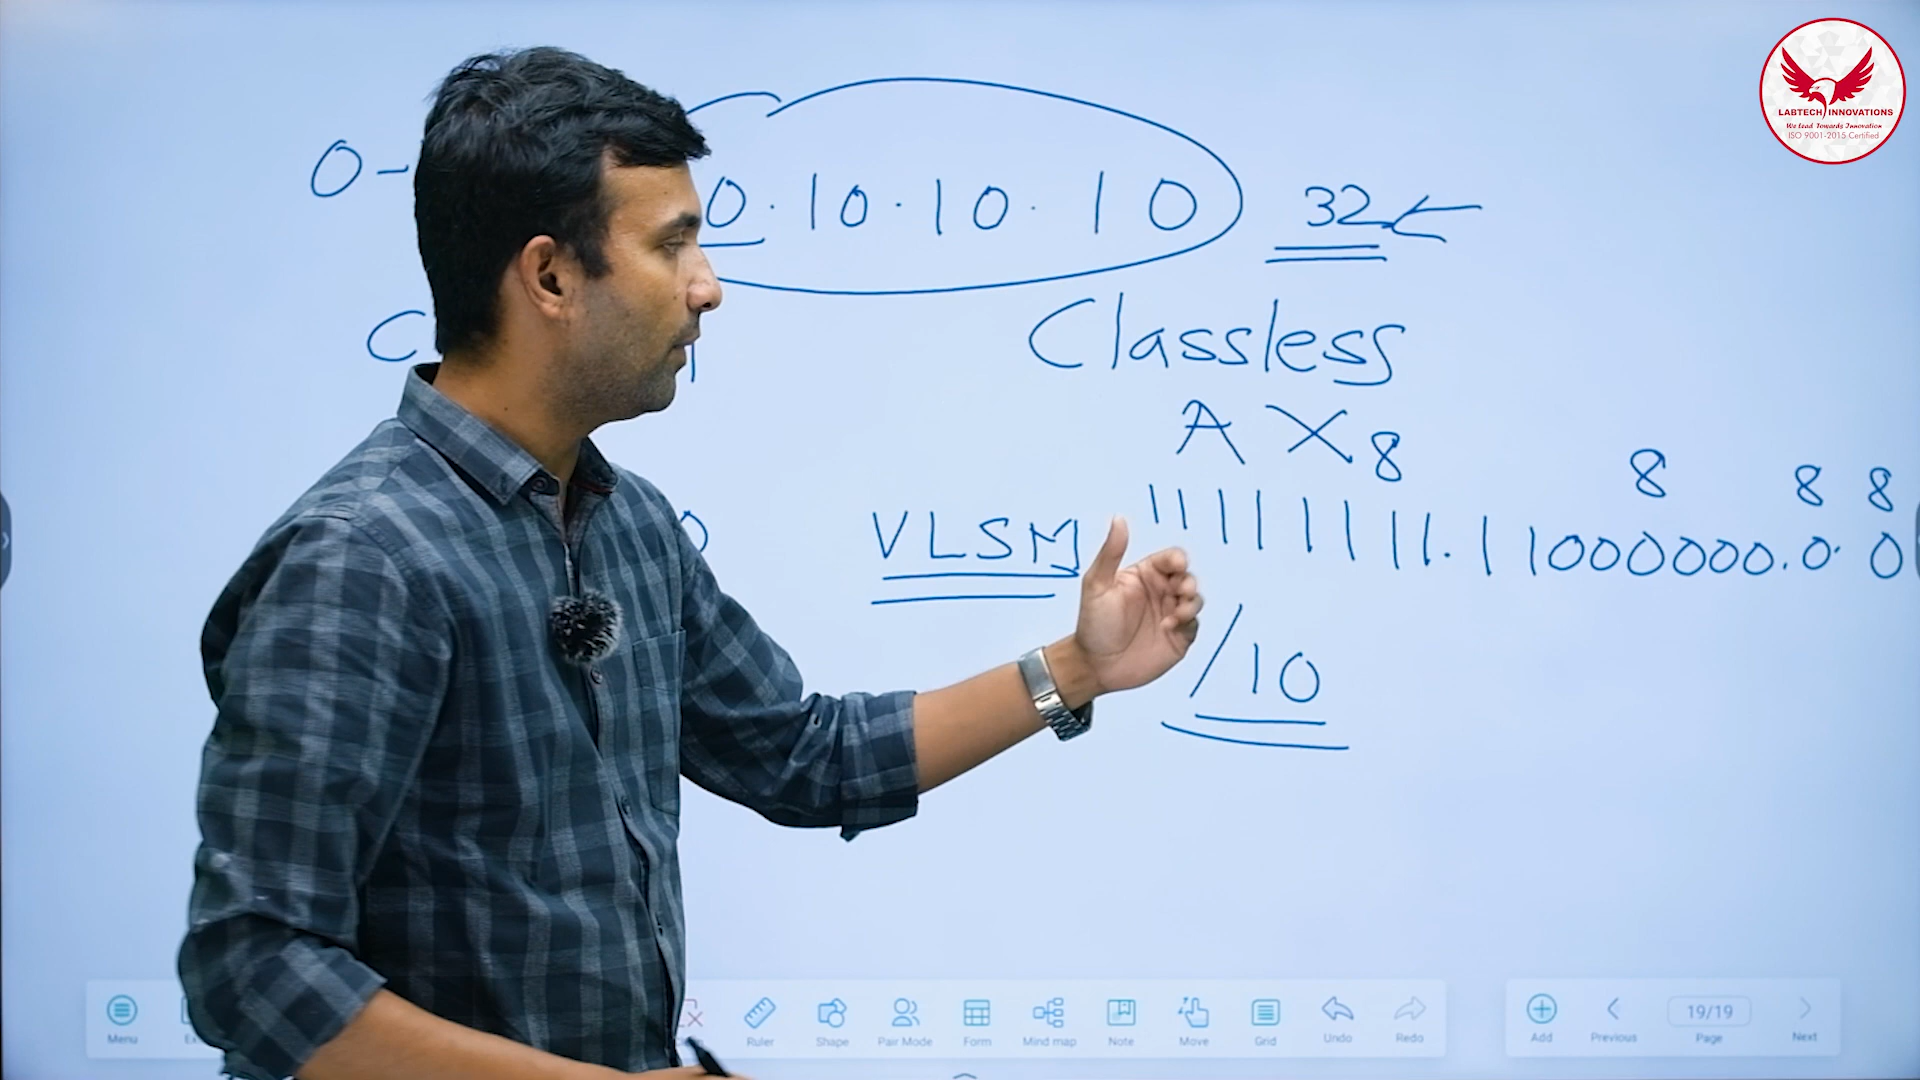 LABTECH INNOVATIONS
We Lead Towards Innovation
ISO 9001-2015 Certified
0-
0.10.10.10 32
Classless
A X
8 8 8 8
VLSM 11111111.11000000.0.0
/10
Menu Ruler Shape Pair Mode Form Mind map Note Move Grid Undo Redo Add Previous 19/19 Page Next